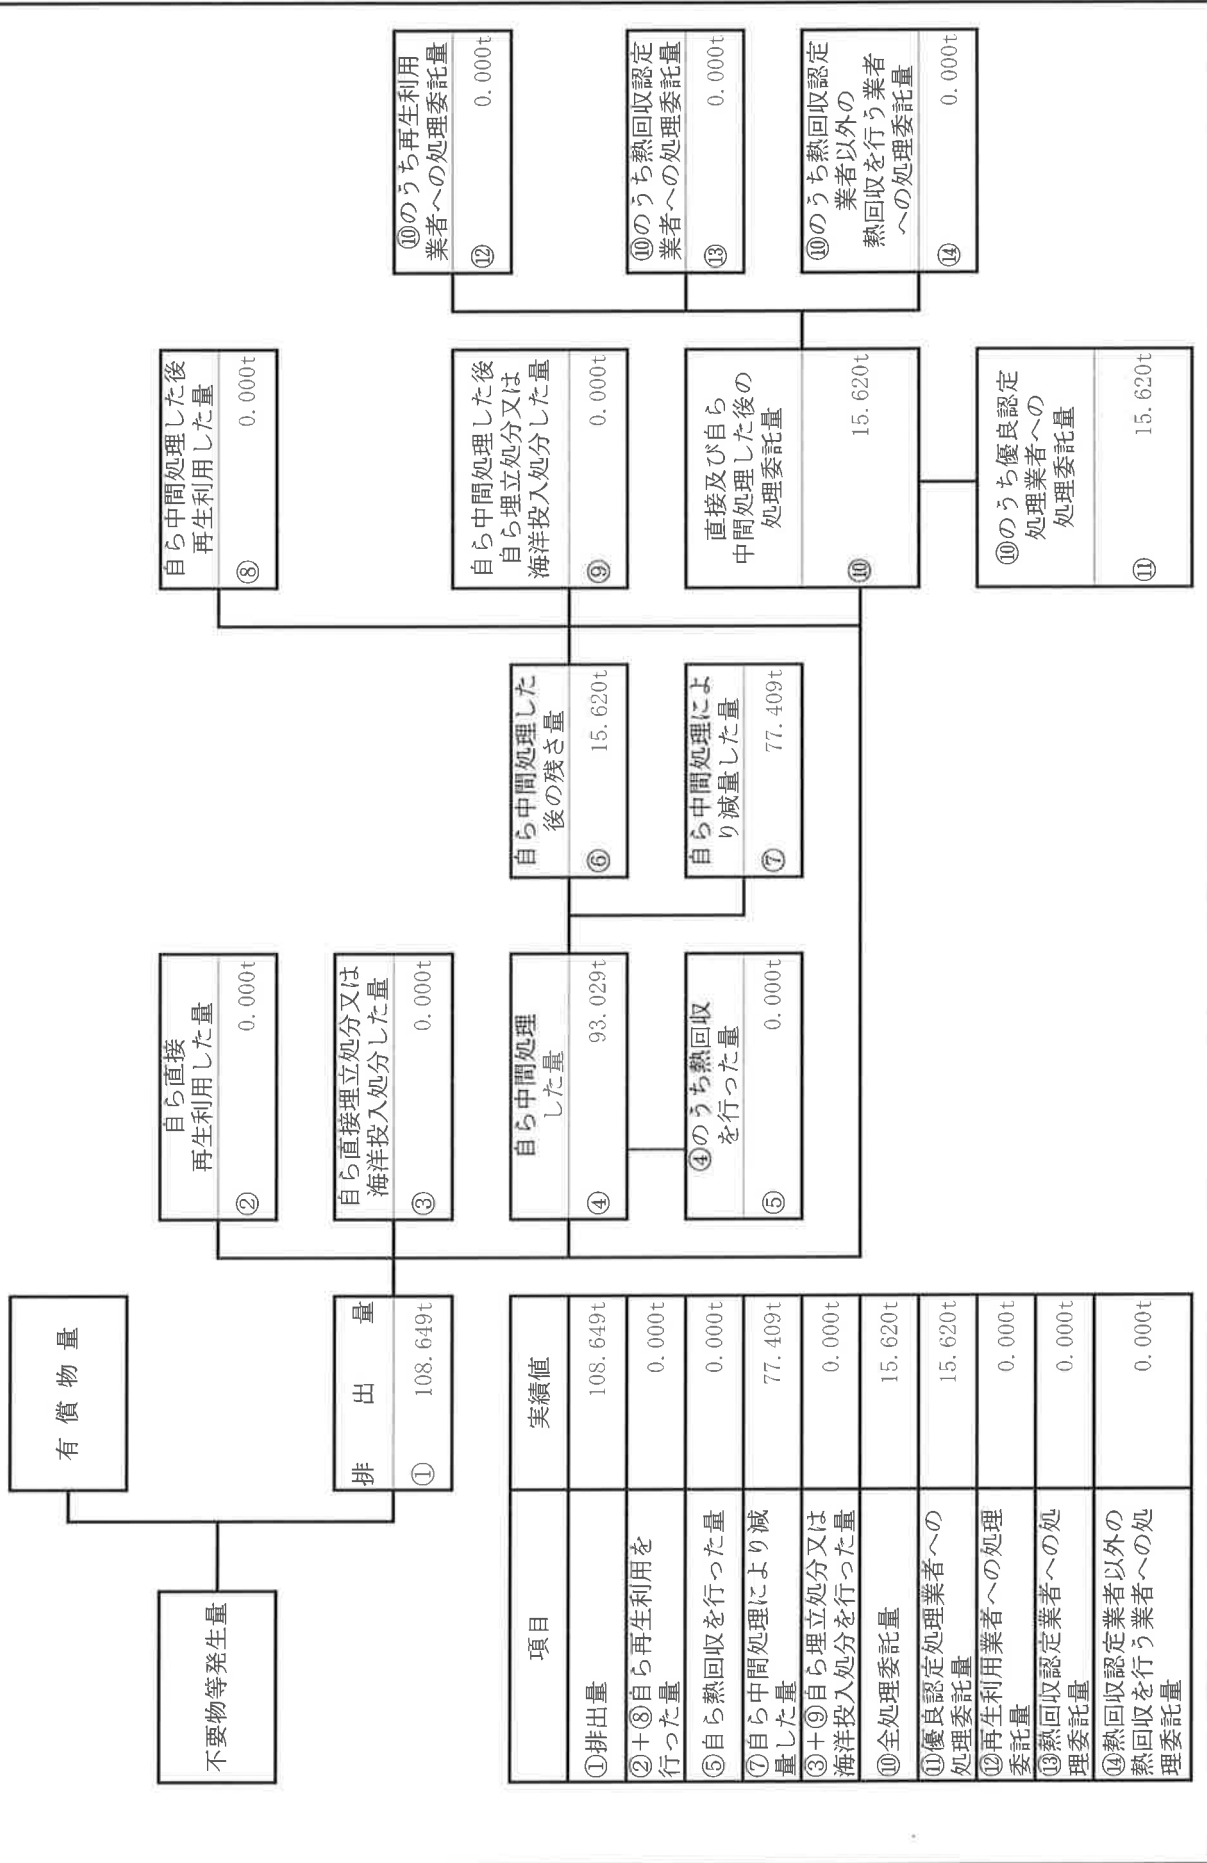 有償物量
不要物等発生量
排出量
① 108.649t
自ら直接
再生利用した量
② 0.000t
自ら直接埋立処分又は
海洋投入処分した量
③ 0.000t
自ら中間処理
した量
④ 93.029t
④のうち熱回収
を行った量
⑤ 0.000t
自ら中間処理した
後の残さ量
⑥ 15.620t
自ら中間処理によ
り減量した量
⑦ 77.409t
自ら中間処理した後
再生利用した量
⑧ 0.000t
自ら中間処理した後
自ら埋立処分又は
海洋投入処分した量
⑨ 0.000t
直接及び自ら
中間処理した後の
処理委託量
⑩ 15.620t
⑩のうち優良認定
処理業者への
処理委託量
⑪ 15.620t
⑩のうち再生利用
業者への処理委託量
⑫ 0.000t
⑩のうち熱回収認定
業者への処理委託量
⑬ 0.000t
⑩のうち熱回収認定
業者以外の
熱回収を行う業者
への処理委託量
⑭ 0.000t
項目 実績値
①排出量 108.649t
②+⑧自ら再生利用を
行った量 0.000t
⑤自ら熱回収を行った量 0.000t
⑦自ら中間処理により減
量した量 77.409t
③+⑨自ら埋立処分又は
海洋投入処分を行った量 0.000t
⑩全処理委託量 15.620t
⑪優良認定処理業者への
処理委託量 15.620t
⑫再生利用業者への処理
委託量 0.000t
⑬熱回収認定業者への処
理委託量 0.000t
⑭熱回収認定業者以外の
熱回収を行う業者への処
理委託量 0.000t